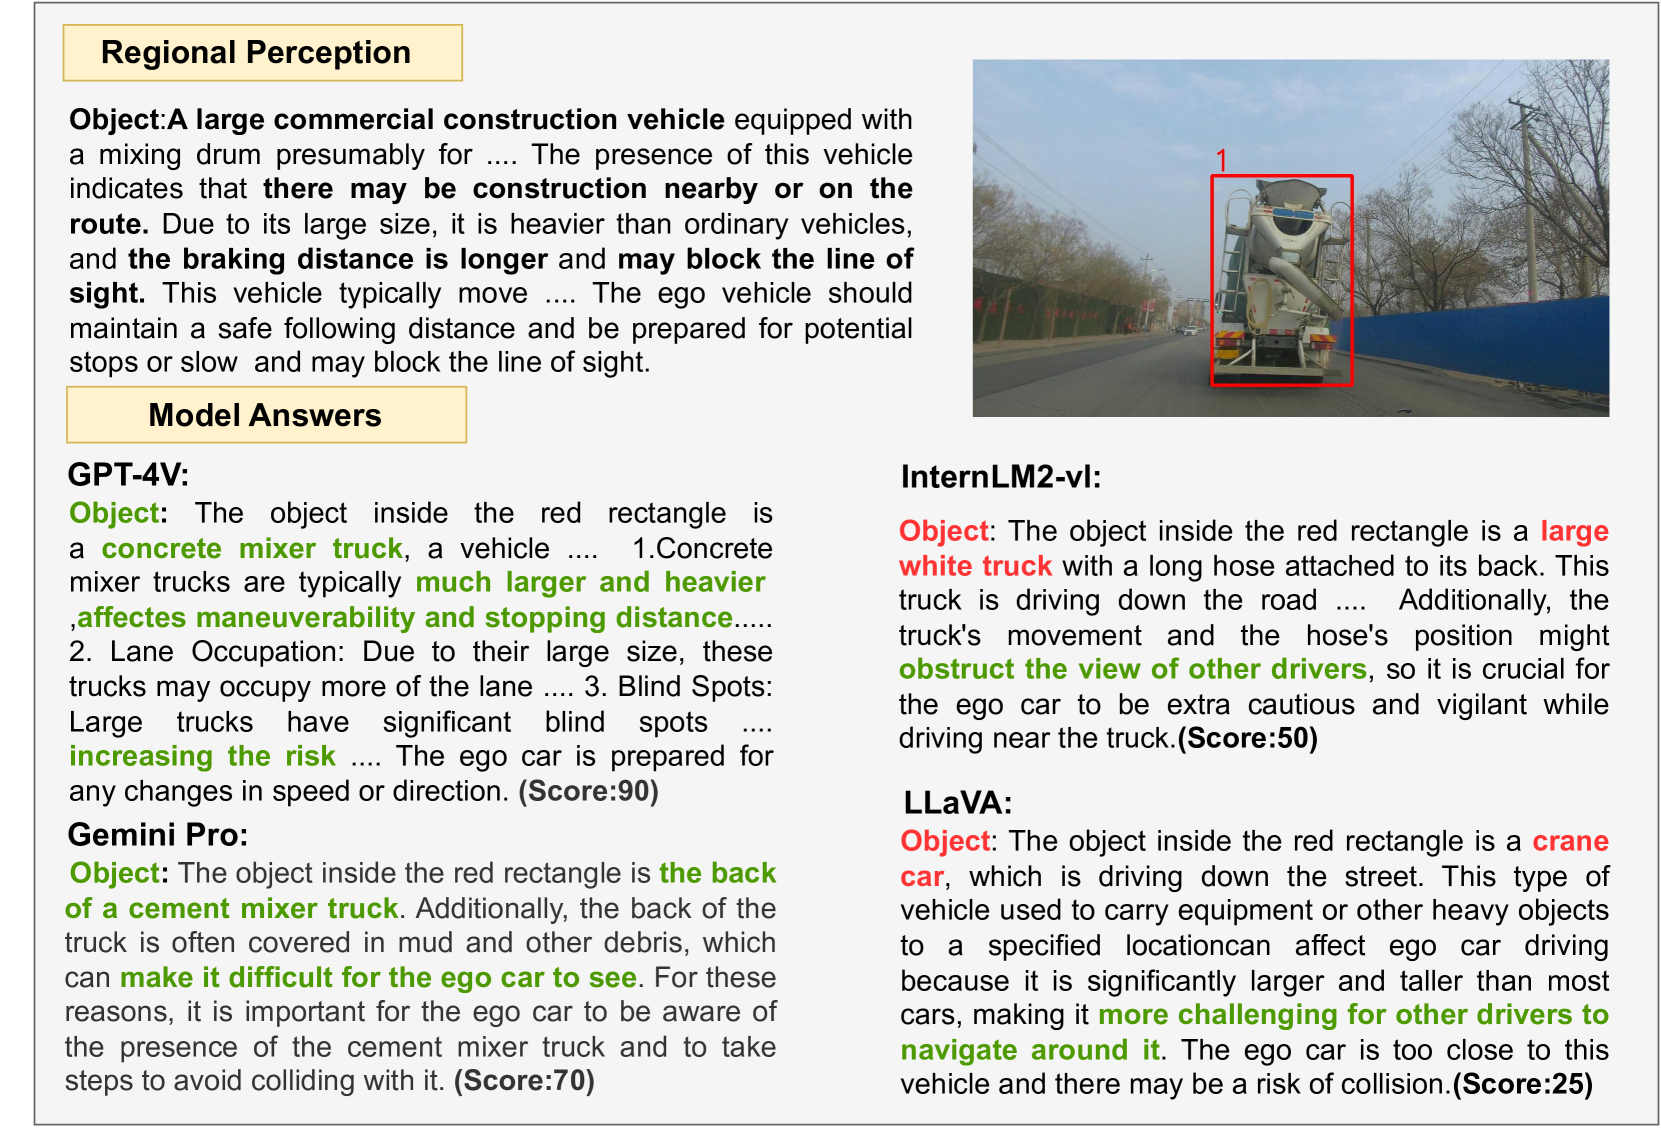 Regional Perception
Object:A large commercial construction vehicle equipped with
a mixing drum presumably for .... The presence of this vehicle
indicates that there may be construction nearby or on the
route. Due to its large size, it is heavier than ordinary vehicles,
and the braking distance is longer and may block the line of
sight. This vehicle typically move .... The ego vehicle should
maintain a safe following distance and be prepared for potential
stops or slow and may block the line of sight.
1
Model Answers
GPT-4V:
Object: The object inside the red rectangle is
a concrete mixer truck, a vehicle .... 1.Concrete
mixer trucks are typically much larger and heavier
,affectes maneuverability and stopping distance.....
2. Lane Occupation: Due to their large size, these
trucks may occupy more of the lane .... 3. Blind Spots:
Large trucks have significant blind spots ....
increasing the risk .... The ego car is prepared for
any changes in speed or direction. (Score:90)
Gemini Pro:
Object: The object inside the red rectangle is the back
of a cement mixer truck. Additionally, the back of the
truck is often covered in mud and other debris, which
can make it difficult for the ego car to see. For these
reasons, it is important for the ego car to be aware of
the presence of the cement mixer truck and to take
steps to avoid colliding with it. (Score:70)
InternLM2-vl:
Object: The object inside the red rectangle is a large
white truck with a long hose attached to its back. This
truck is driving down the road .... Additionally, the
truck's movement and the hose's position might
obstruct the view of other drivers, so it is crucial for
the ego car to be extra cautious and vigilant while
driving near the truck.(Score:50)
LLaVA:
Object: The object inside the red rectangle is a crane
car, which is driving down the street. This type of
vehicle used to carry equipment or other heavy objects
to a specified locationcan affect ego car driving
because it is significantly larger and taller than most
cars, making it more challenging for other drivers to
navigate around it. The ego car is too close to this
vehicle and there may be a risk of collision.(Score:25)